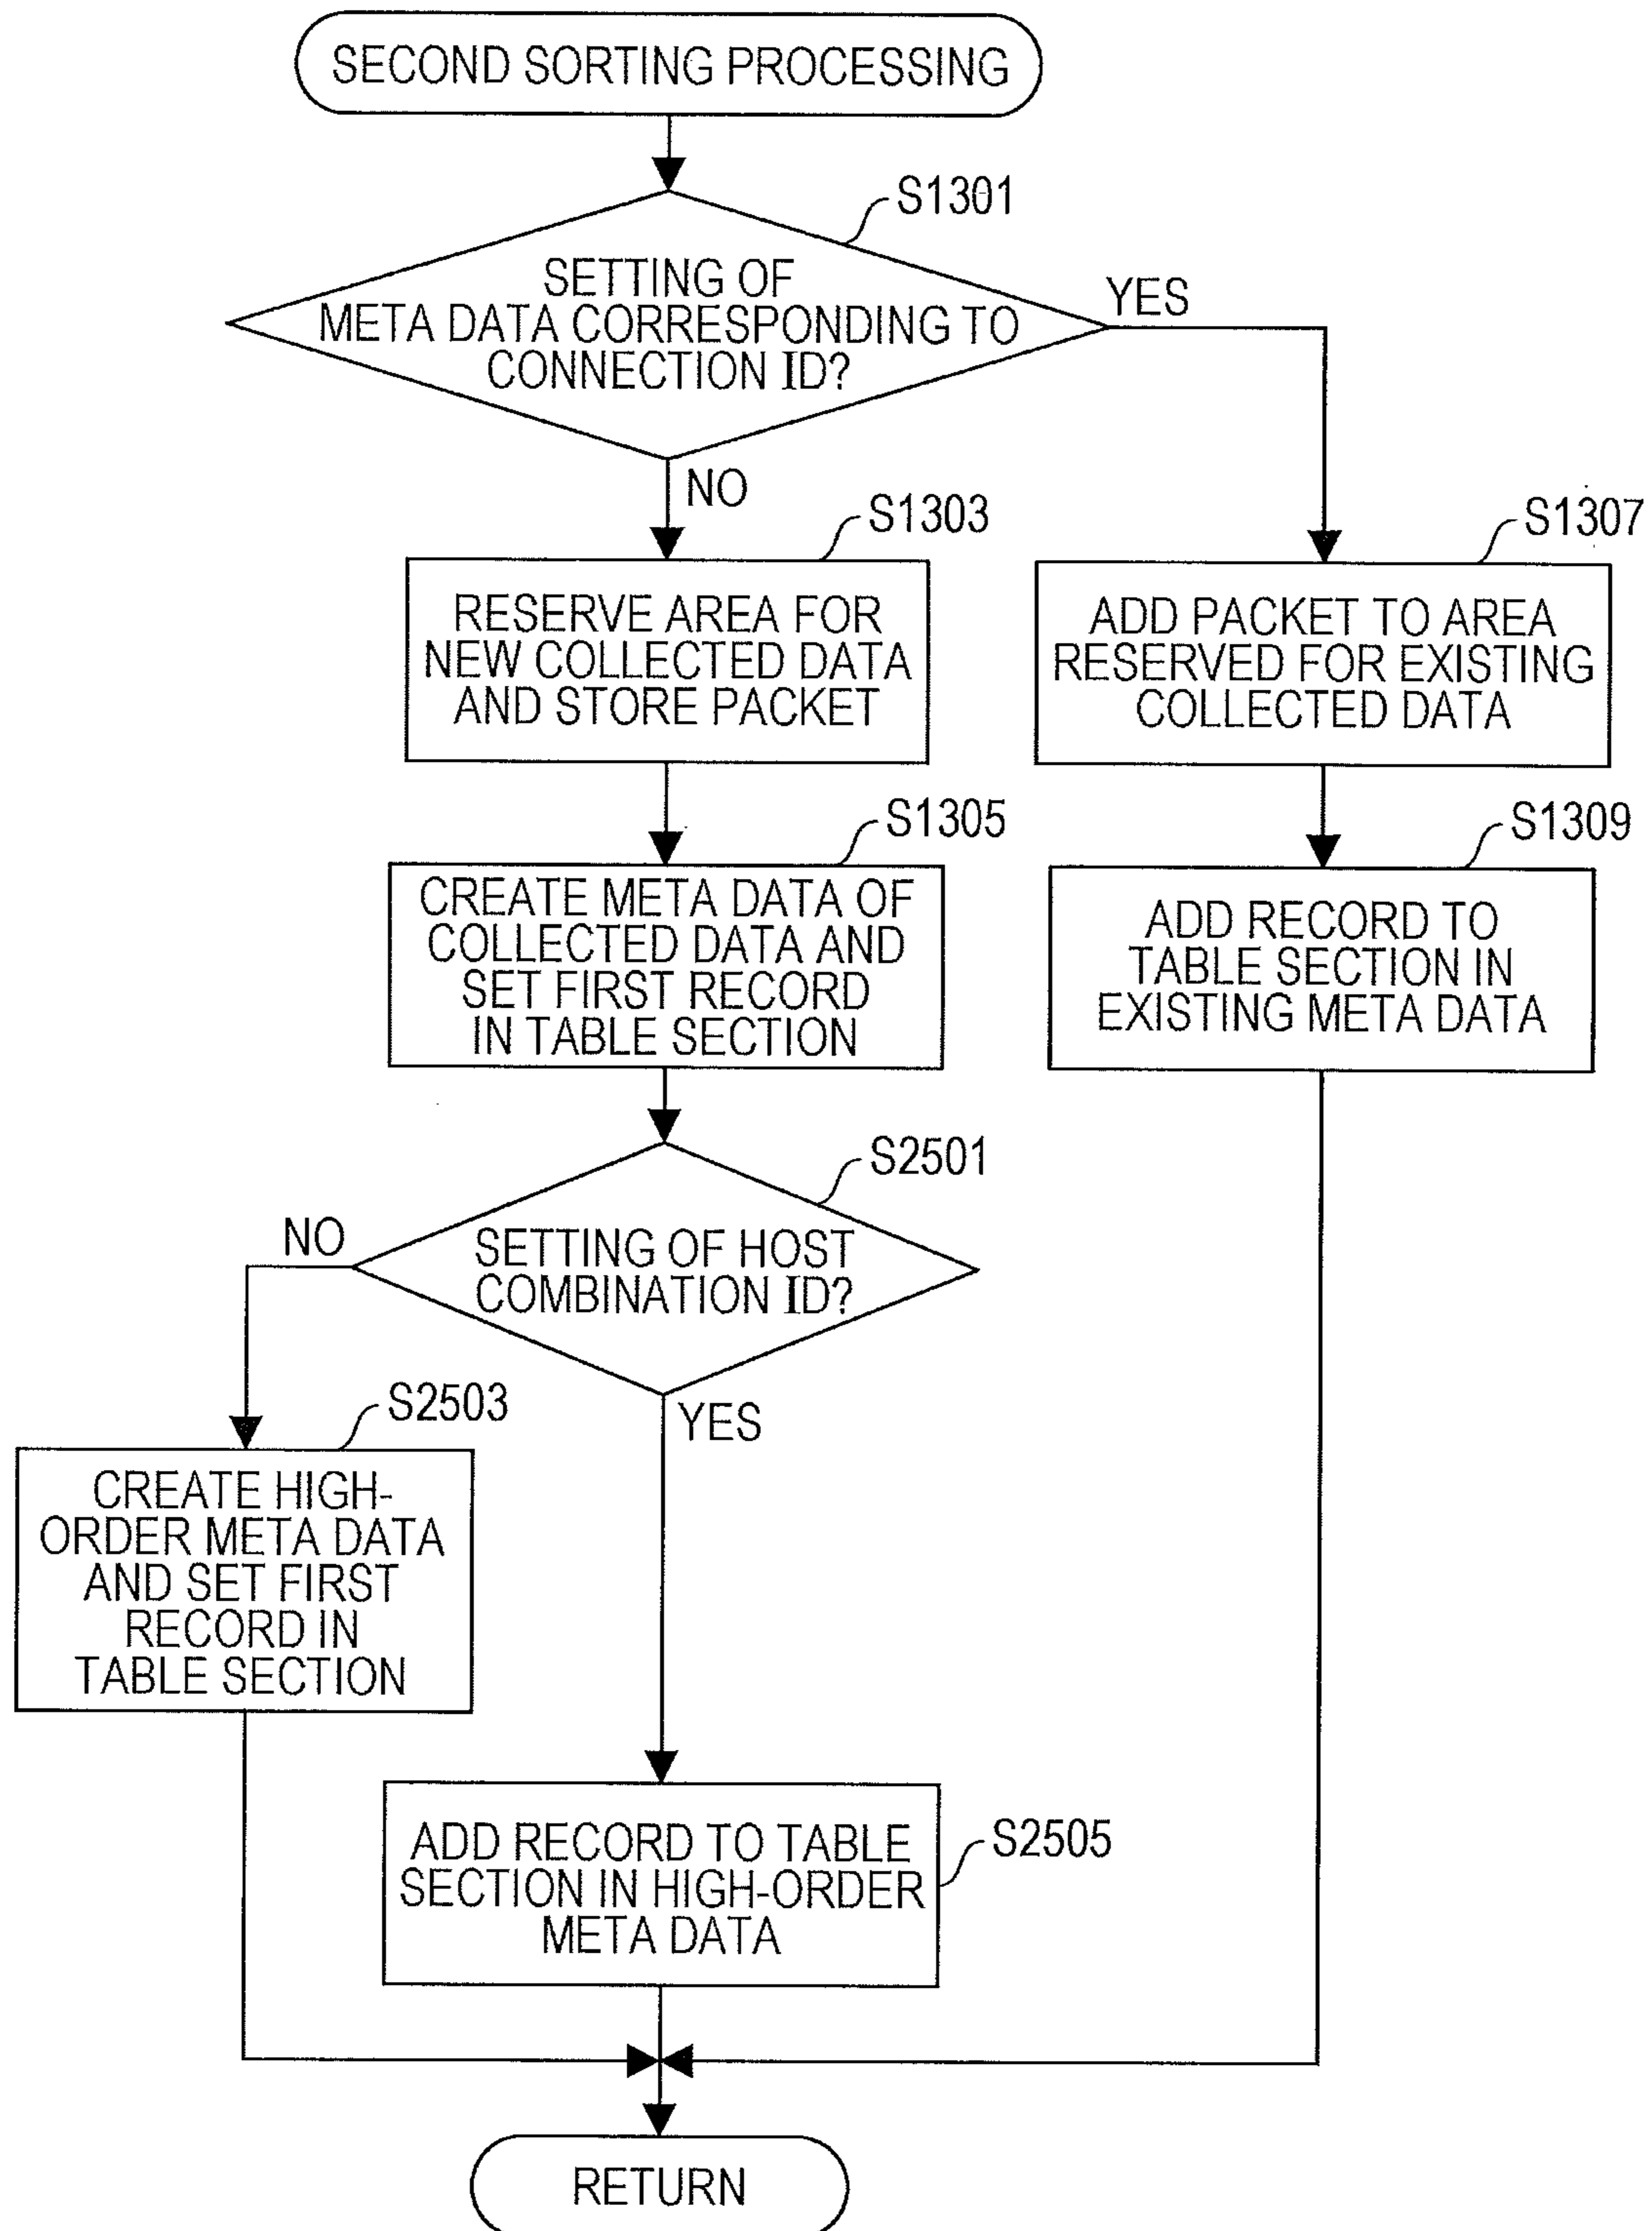 SECOND SORTING PROCESSING
S1301
SETTING OF
META DATA CORRESPONDING TO
CONNECTION ID?
YES
NO
S1303
RESERVE AREA FOR
NEW COLLECTED DATA
AND STORE PACKET
S1307
ADD PACKET TO AREA
RESERVED FOR EXISTING
COLLECTED DATA
S1305
CREATE META DATA OF
COLLECTED DATA AND
SET FIRST RECORD
IN TABLE SECTION
S1309
ADD RECORD TO
TABLE SECTION IN
EXISTING META DATA
S2501
SETTING OF HOST
COMBINATION ID?
NO
YES
S2503
CREATE HIGH-
ORDER META DATA
AND SET FIRST
RECORD IN
TABLE SECTION
S2505
ADD RECORD TO TABLE
SECTION IN HIGH-ORDER
META DATA
RETURN